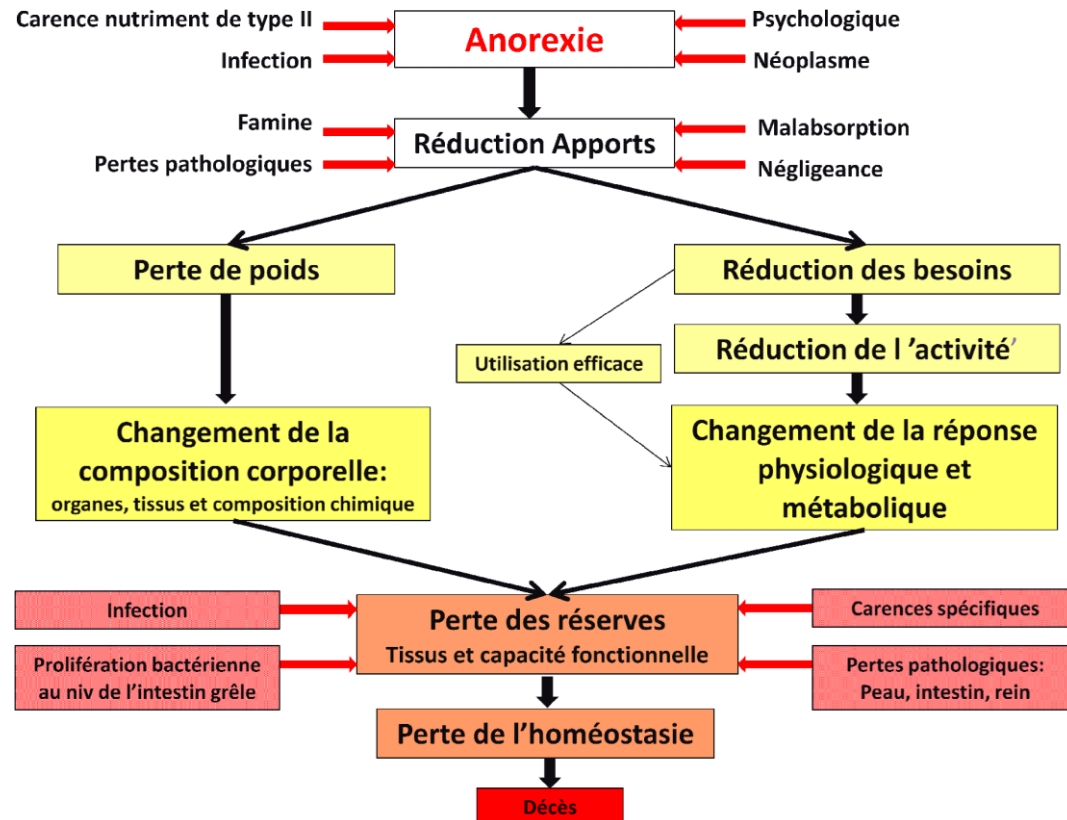 Carence nutriment de type II
Psychologique
Anorexie
Infection
Néoplasme
Famine
Malabsorption
Réduction Apports
Pertes pathologiques
Négligeance
Perte de poids
Réduction des besoins
Utilisation efficace
Réduction de l ’activité’
Changement de la
composition corporelle:
organes, tissus et composition chimique
Changement de la réponse
physiologique et
métabolique
Infection
Perte des réserves
Tissus et capacité fonctionnelle
Carences spécifiques
Prolifération bactérienne
au niv de l’intestin grêle
Pertes pathologiques:
Peau, intestin, rein
Perte de l’homéostasie
Décès